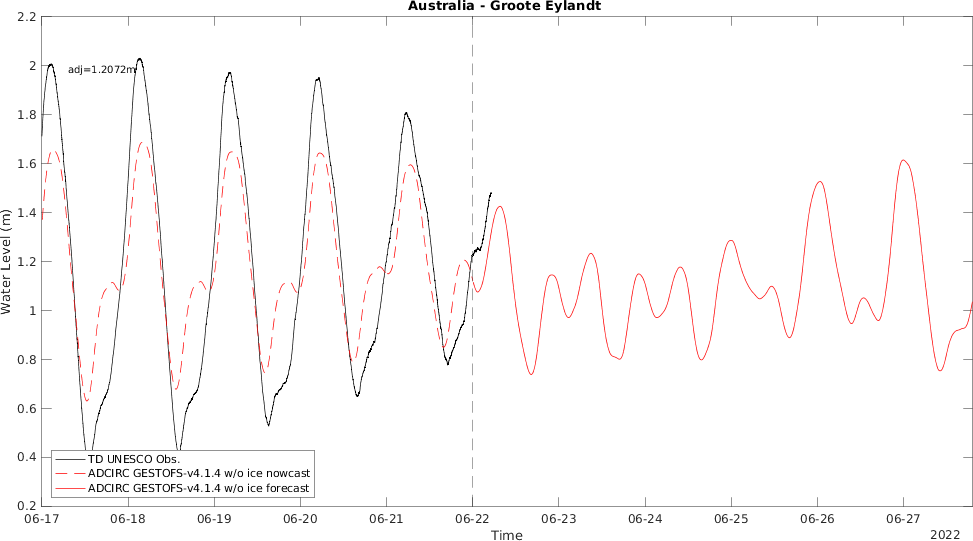 Australia - Groote Eylandt
adj=1.2072m
Water Level (m)
2.2
2
1.8
1.6
1.4
1.2
1
0.8
0.6
0.4
0.2
TD UNESCO Obs.
ADCIRC GESTOFS-v4.1.4 w/o ice nowcast
ADCIRC GESTOFS-v4.1.4 w/o ice forecast
06-17 06-18 06-19 06-20 06-21 06-22 06-23 06-24 06-25 06-26 06-27
Time
2022